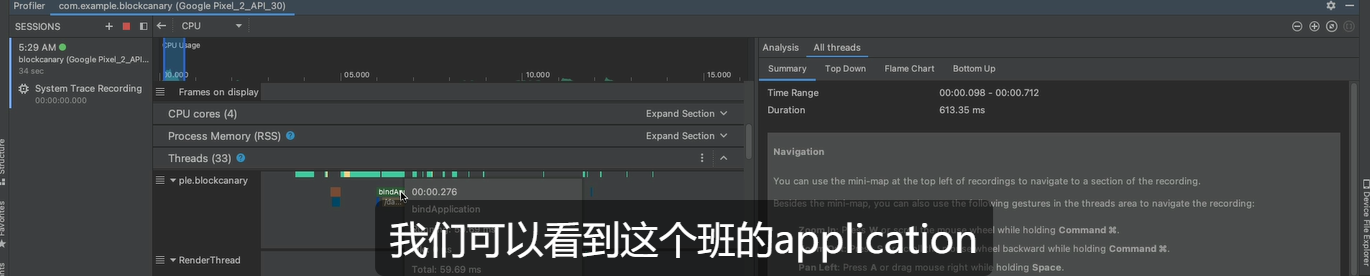 Profiler com.example.blockcanary (Google Pixel_2_API_30)
SESSIONS
CPU
5:29 AM
blockcanary (Google Pixel_2_API...
34 sec
System Trace Recording
00:00:00.000
CPU Usage
00.000 05.000 10.000 15.000
Frames on display
CPU cores (4) Expand Section
Process Memory (RSS) ? Expand Section
Threads (33) ?
ple.blockcanary
bindAp
00:00.276
bindApplication
RenderThread
Total: 59.69 ms
Analysis All threads
Summary Top Down Flame Chart Bottom Up
Time Range 00:00.098 - 00:00.712
Duration 613.35 ms
Navigation
You can use the mini-map at the top left of recordings to navigate to a section of the recording.
Besides the mini-map, you can also use the following gestures in the threads area to navigate the recording:
wheel while holding Command ⌘.
wheel backward while holding Command ⌘.
Pan Left: Press A or drag mouse right while holding Space.
我们可以看到这个班的application
Structure
Favorites
Device File Explorer